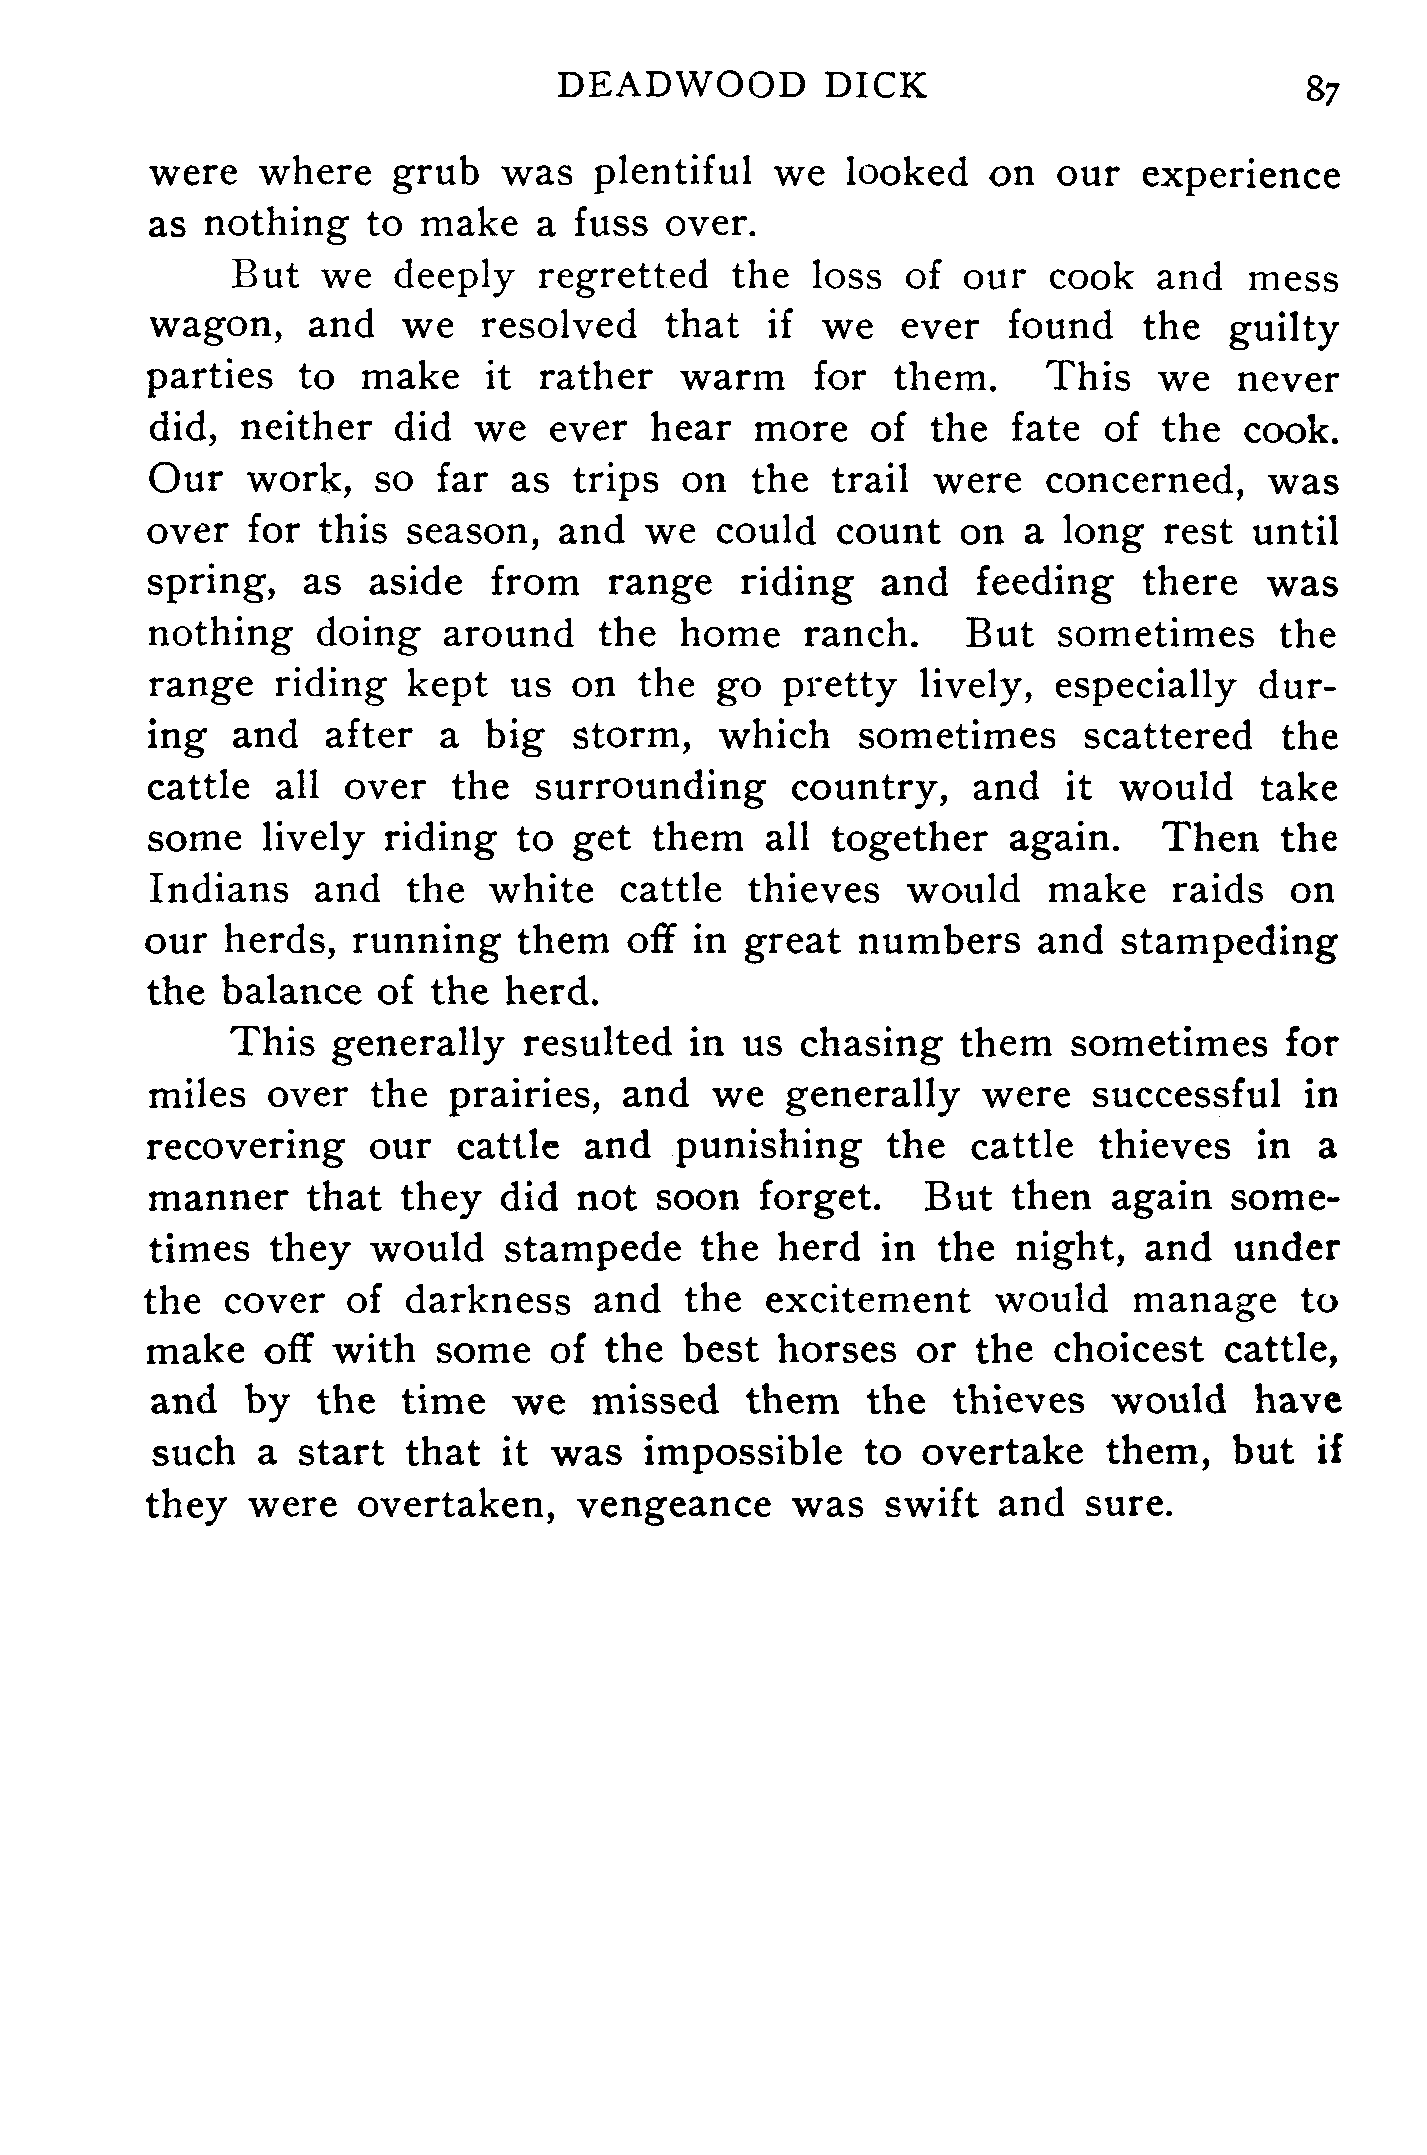 DEADWOOD DICK 87
were where grub was plentiful we looked on our experience
as nothing to make a fuss over.
But we deeply regretted the loss of our cook and mess
wagon, and we resolved that if we ever found the guilty
parties to make it rather warm for them. This we never
did, neither did we ever hear more of the fate of the cook.
Our work, so far as trips on the trail were concerned, was
over for this season, and we could count on a long rest until
spring, as aside from range riding and feeding there was
nothing doing around the home ranch. But sometimes the
range riding kept us on the go pretty lively, especially dur-
ing and after a big storm, which sometimes scattered the
cattle all over the surrounding country, and it would take
some lively riding to get them all together again. Then the
Indians and the white cattle thieves would make raids on
our herds, running them off in great numbers and stampeding
the balance of the herd.
This generally resulted in us chasing them sometimes for
miles over the prairies, and we generally were successful in
recovering our cattle and punishing the cattle thieves in a
manner that they did not soon forget. But then again some-
times they would stampede the herd in the night, and under
the cover of darkness and the excitement would manage to
make off with some of the best horses or the choicest cattle,
and by the time we missed them the thieves would have
such a start that it was impossible to overtake them, but if
they were overtaken, vengeance was swift and sure.